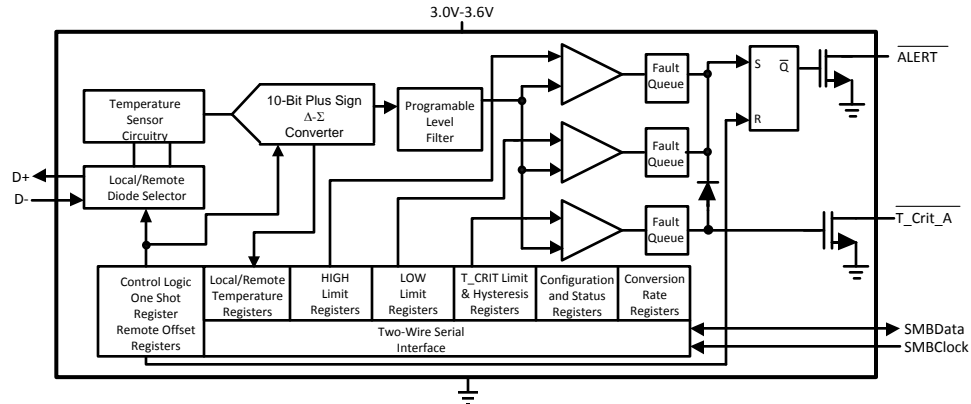 3.0V-3.6V
Temperature
Sensor
Circuitry
10-Bit Plus Sign
Δ-Σ
Converter
Programable
Level
Filter
Fault
Queue
Fault
Queue
Fault
Queue
S
Q
R
ALERT
T_Crit_A
D+
D-
Local/Remote
Diode Selector
Control Logic
One Shot
Register
Remote Offset
Registers
Local/Remote
Temperature
Registers
HIGH
Limit
Registers
LOW
Limit
Registers
T_CRIT Limit
& Hysteresis
Registers
Configuration
and Status
Registers
Conversion
Rate
Registers
Two-Wire Serial
Interface
SMBData
SMBClock